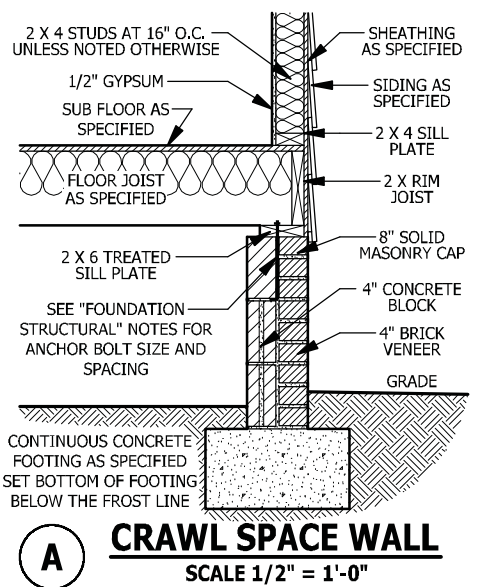 2 X 4 STUDS AT 16" O.C.
UNLESS NOTED OTHERWISE
1/2" GYPSUM
SUB FLOOR AS
SPECIFIED
FLOOR JOIST
AS SPECIFIED
2 X 6 TREATED
SILL PLATE
SEE "FOUNDATION
STRUCTURAL" NOTES FOR
ANCHOR BOLT SIZE AND
SPACING
CONTINUOUS CONCRETE
FOOTING AS SPECIFIED
SET BOTTOM OF FOOTING
BELOW THE FROST LINE
SHEATHING
AS SPECIFIED
SIDING AS
SPECIFIED
2 X 4 SILL
PLATE
2 X RIM
JOIST
8" SOLID
MASONRY CAP
4" CONCRETE
BLOCK
4" BRICK
VENEER
GRADE
A
CRAWL SPACE WALL
SCALE 1/2" = 1'-0"